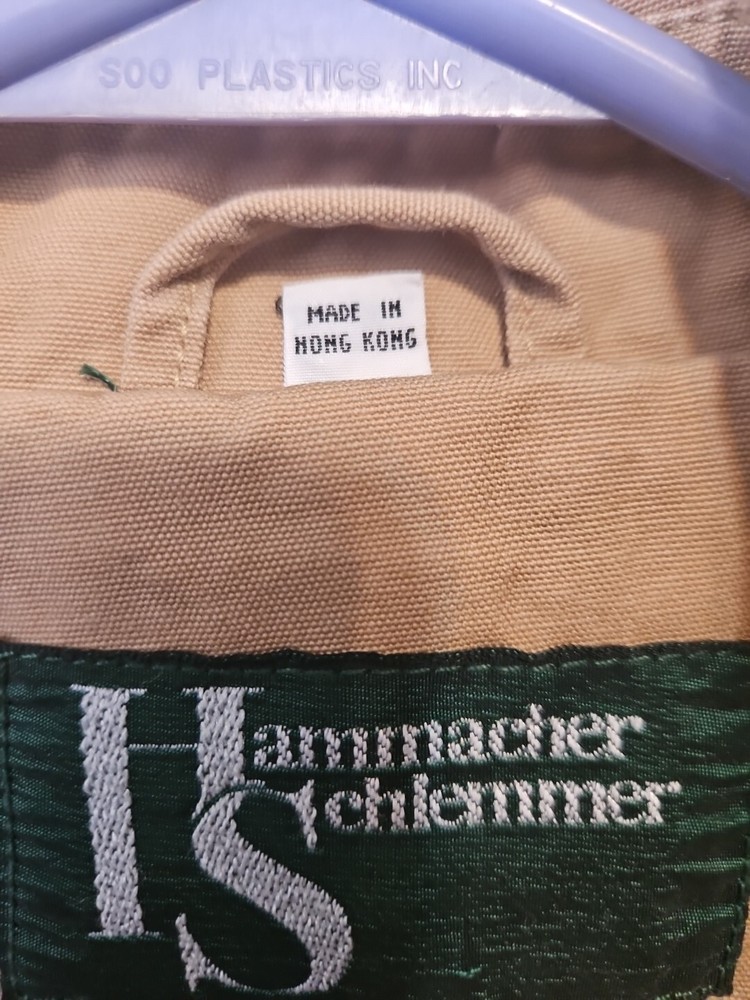 SOO PLASTICS INC
MADE IN
HONG KONG
Hammacher
Schlemmer